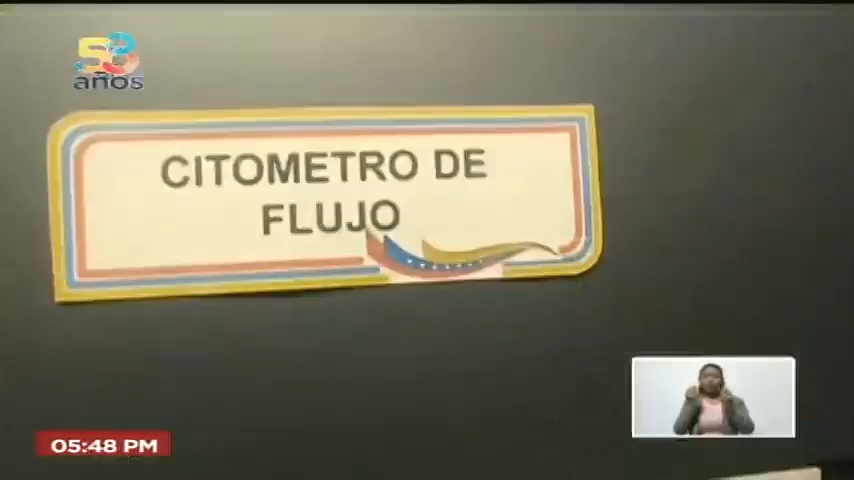 53
años
CITOMETRO DE
FLUJO
05:48 PM